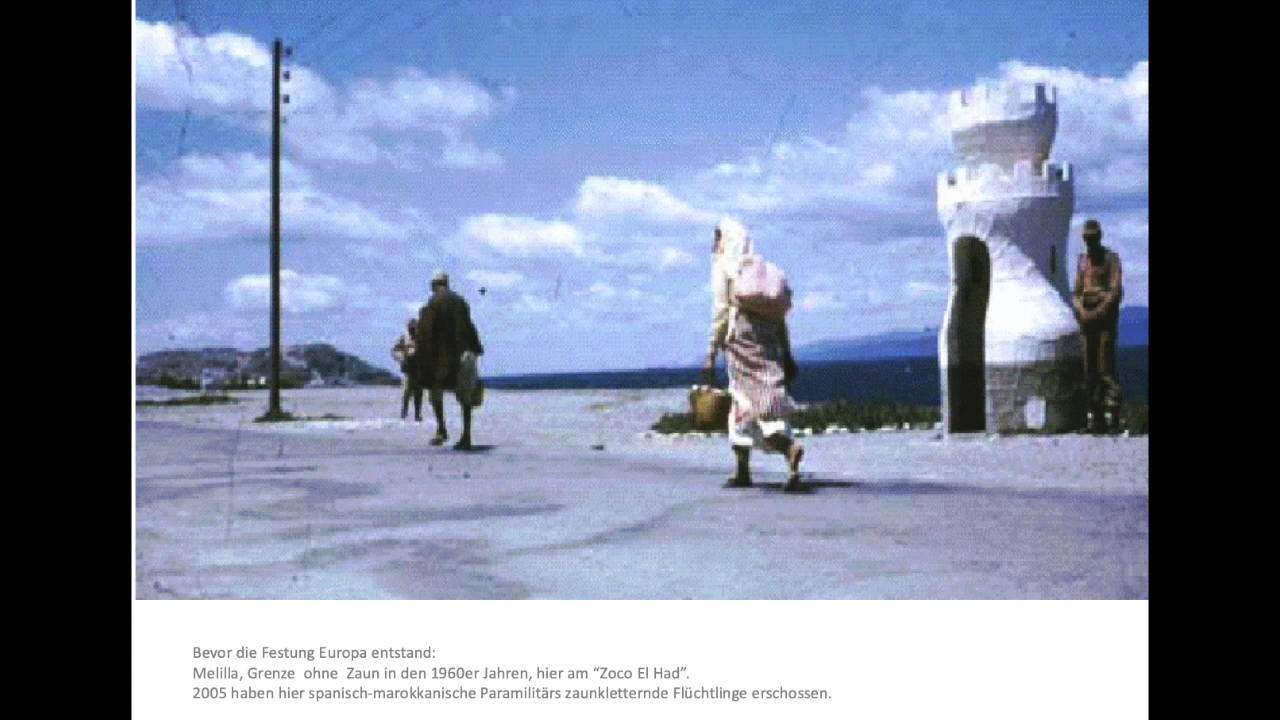 Bevor die Festung Europa entstand:
Melilla, Grenze  ohne  Zaun in den 1960er Jahren, hier am “Zoco El Had”.
2005 haben hier spanisch-marokkanische Paramilitärs zaunkletternde Flüchtlinge erschossen.